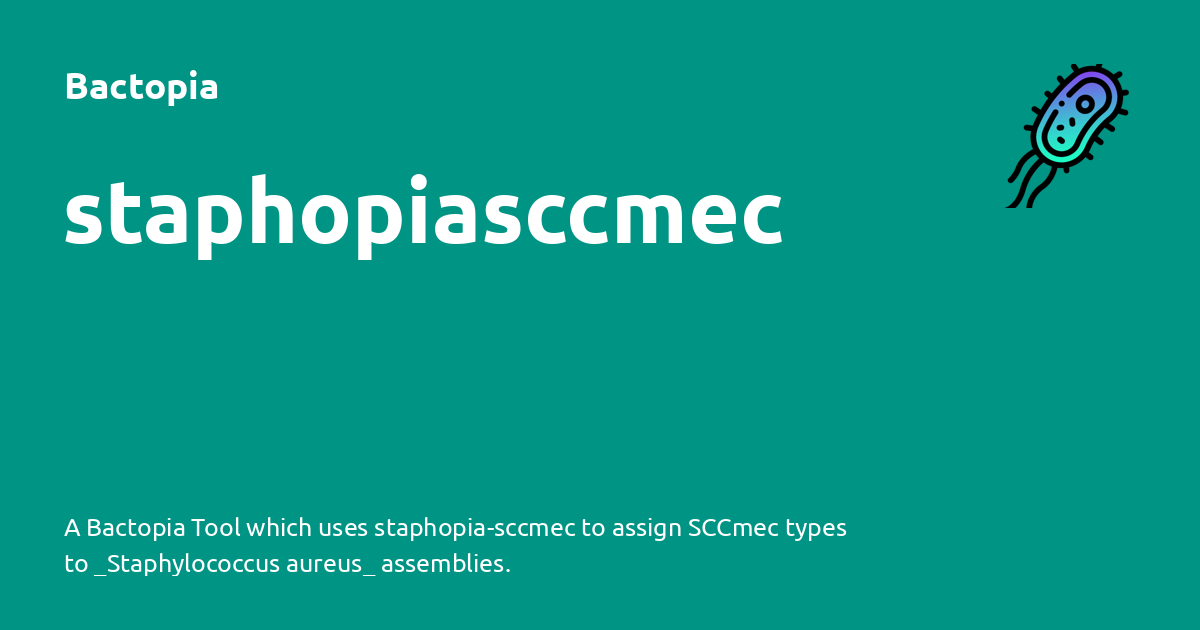 Bactopia
staphopiasccmec
A Bactopia Tool which uses staphopia-sccmec to assign SCCmec types
to _Staphylococcus aureus_ assemblies.